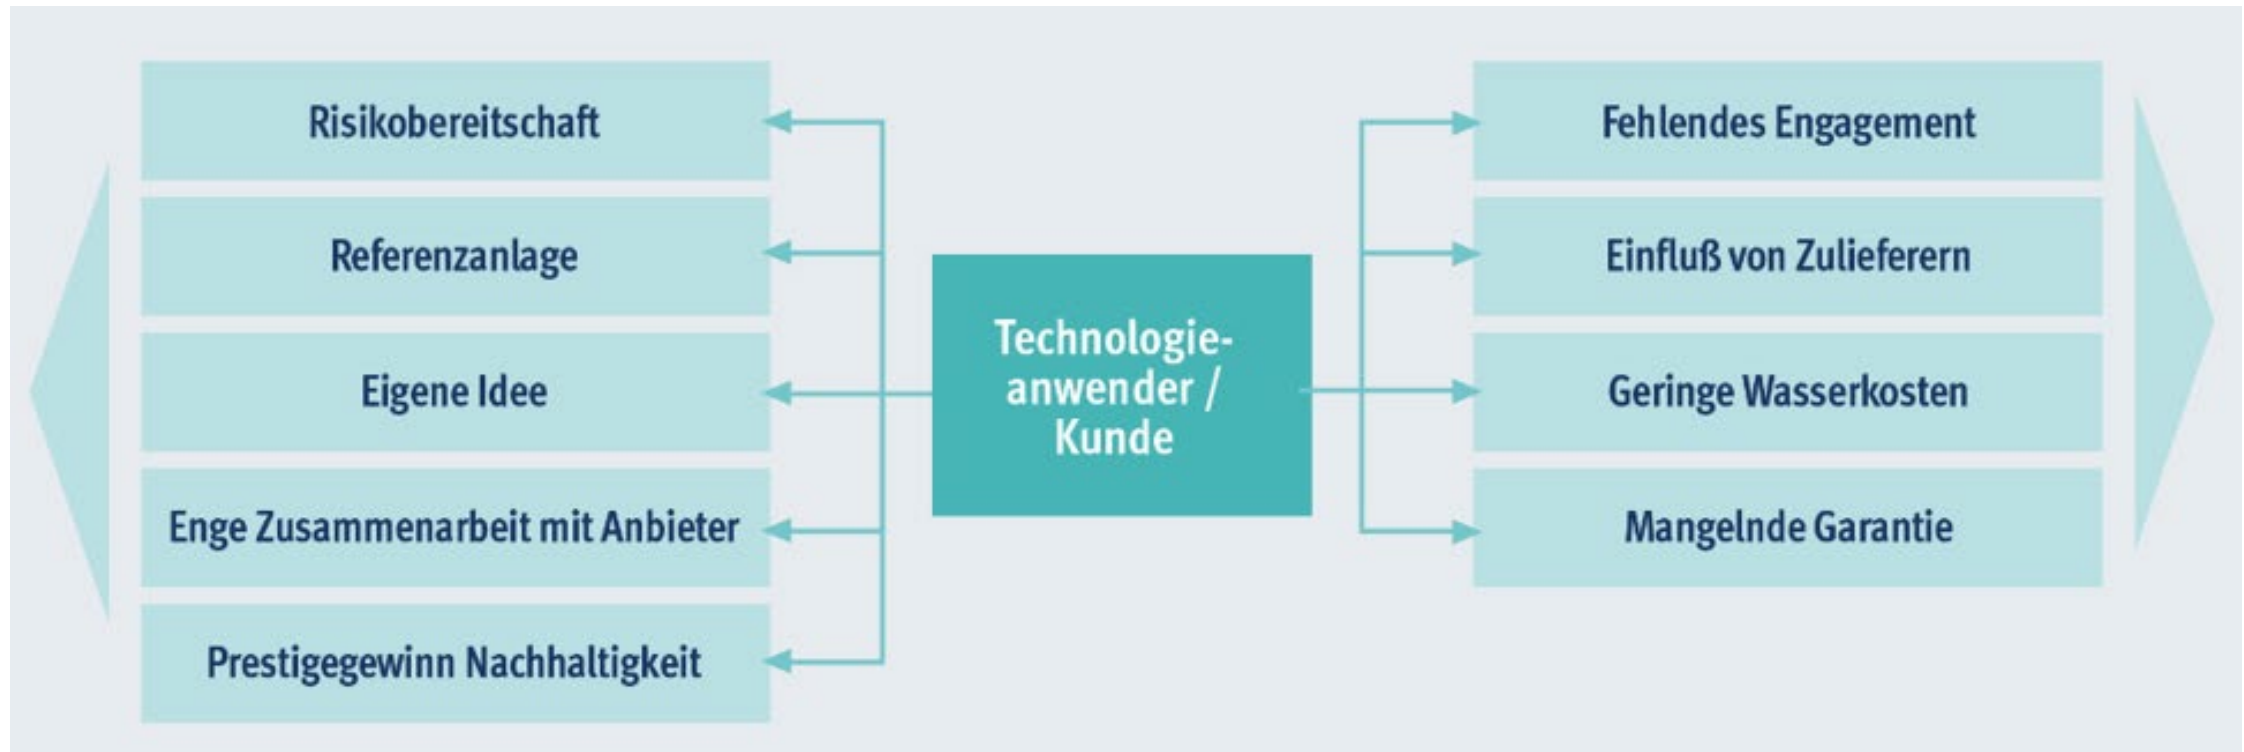 Risikobereitschaft
Referenzanlage
Eigene Idee
Enge Zusammenarbeit mit Anbieter
Prestigegewinn Nachhaltigkeit
Technologie-
anwender /
Kunde
Fehlendes Engagement
Einfluß von Zulieferern
Geringe Wasserkosten
Mangelnde Garantie